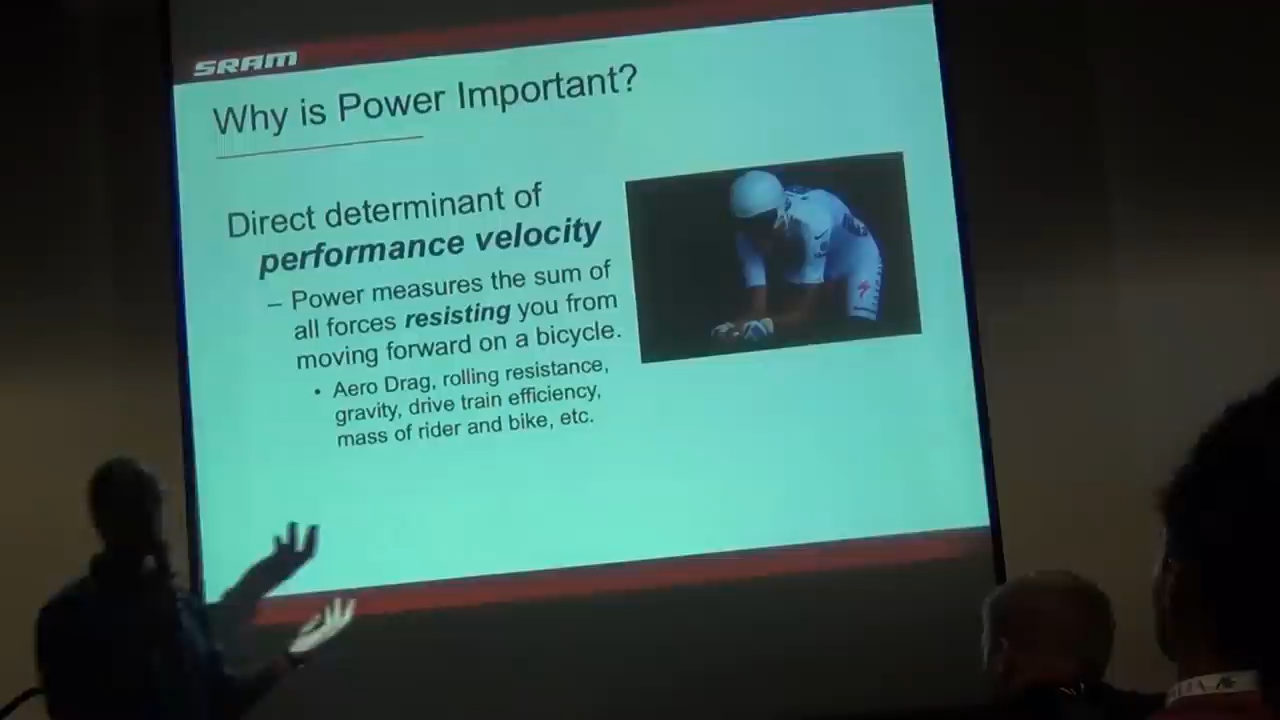 SRAM
Why is Power Important?
Direct determinant of
performance velocity
– Power measures the sum of
all forces resisting you from
moving forward on a bicycle.
• Aero Drag, rolling resistance,
gravity, drive train efficiency,
mass of rider and bike, etc.